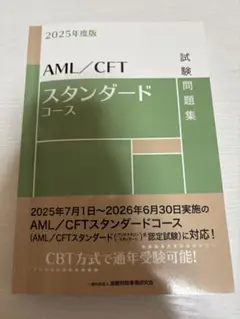 2025年度版
AML／CFT
スタンダード
コース
試験問題集
2025年7月1日～2026年6月30日実施の
AML／CFTスタンダードコース
(AML／CFTスタンダード
認定試験)に対応！
CBT方式で通年受験可能！